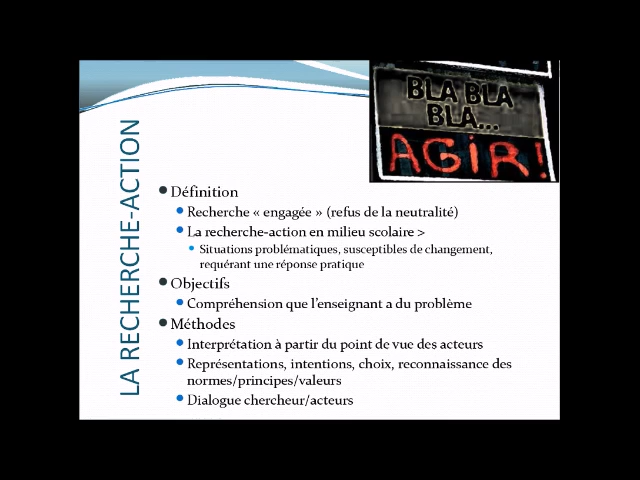 BLA BLA
BLA...
AGIR!
LA RECHERCHE-ACTION
Définition
Recherche « engagée » (refus de la neutralité)
La recherche-action en milieu scolaire >
Situations problématiques, susceptibles de changement,
requérant une réponse pratique
Objectifs
Compréhension que l'enseignant a du problème
Méthodes
Interprétation à partir du point de vue des acteurs
Représentations, intentions, choix, reconnaissance des
normes/principes/valeurs
Dialogue chercheur/acteurs